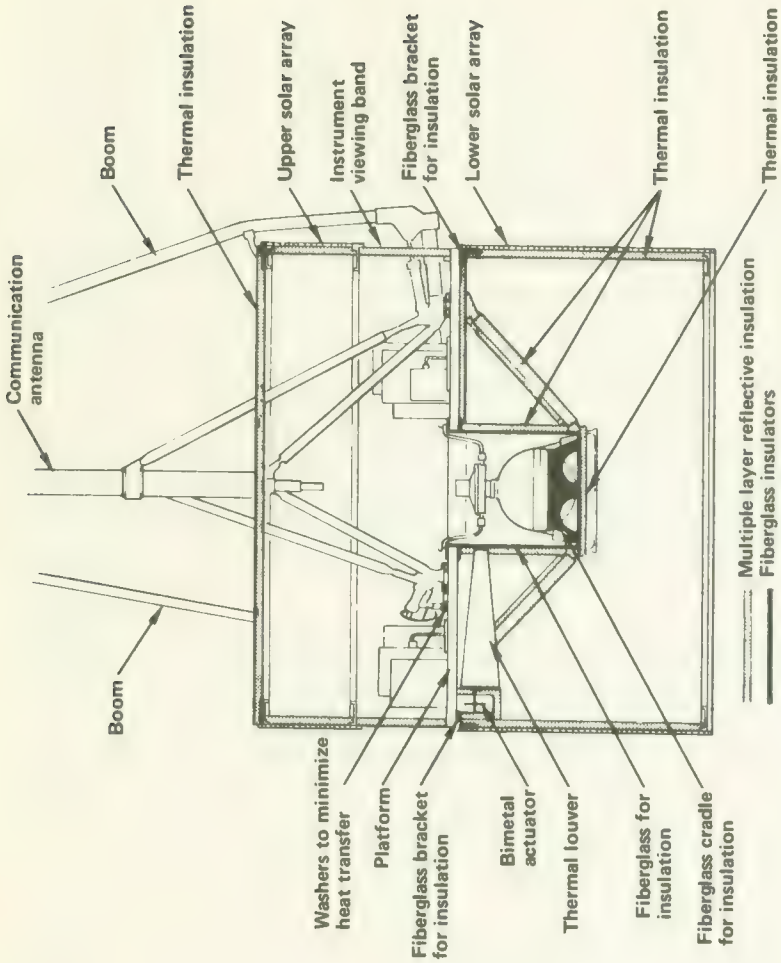 Communication
antenna
Boom
Thermal insulation
Upper solar array
Instrument
viewing band
Fiberglass bracket
for insulation
Lower solar array
Thermal insulation
Thermal insulation
Boom
Washers to minimize
heat transfer
Platform
Fiberglass bracket
for insulation
Bimetal
actuator
Thermal louver
Fiberglass for
insulation
Fiberglass cradle
for insulation
Multiple layer reflective insulation
Fiberglass insulators